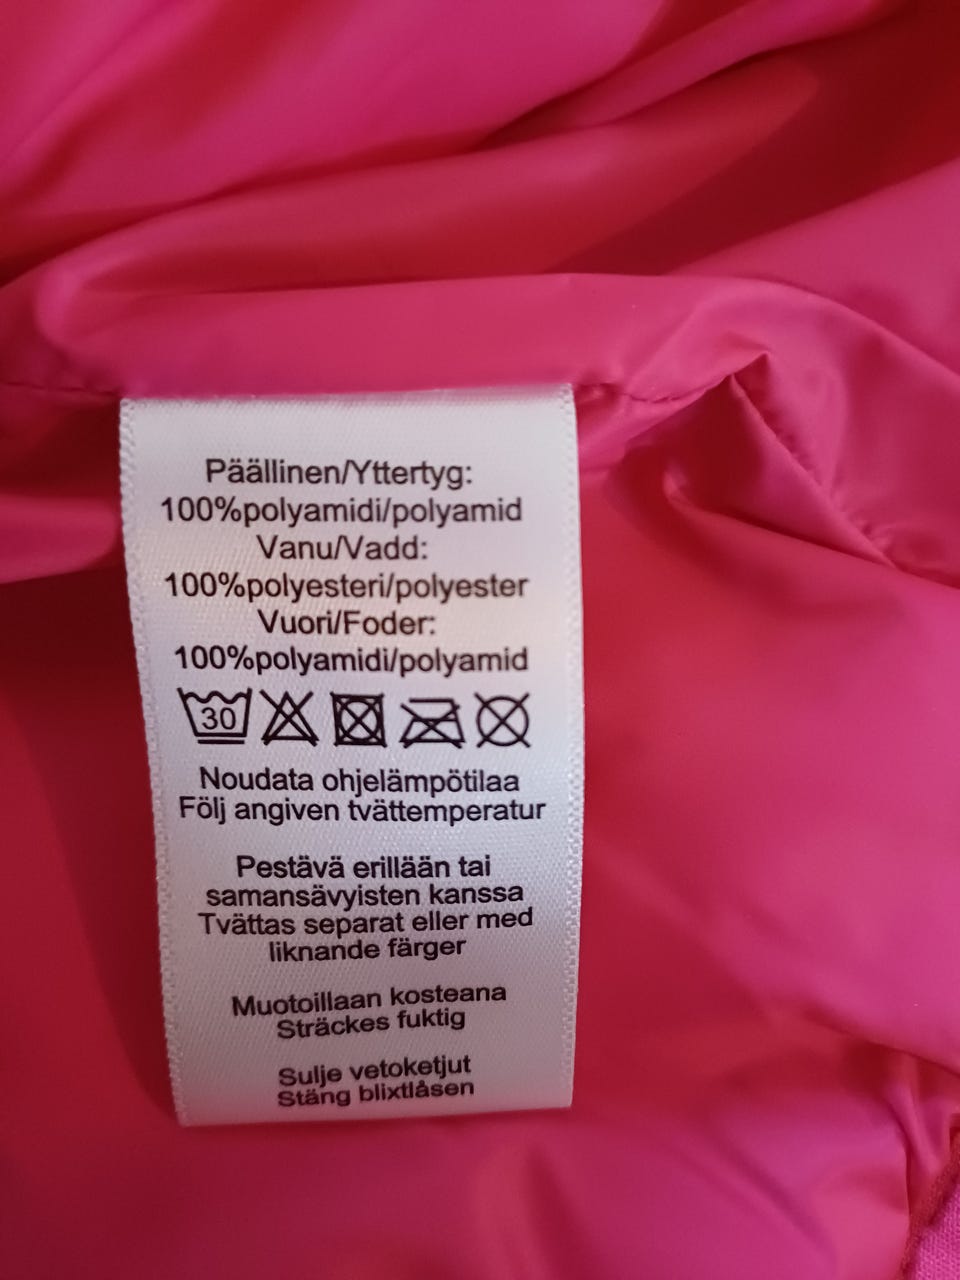 Päällinen/Yttertyg:
100%polyamidi/polyamid
Vanu/Vadd:
100%polyesteri/polyester
Vuori/Foder:
100%polyamidi/polyamid
30
Noudata ohjelämpötilaa
Följ angiven tvättemperatur
Pestävä erillään tai
samansävyisten kanssa
Tvättas separat eller med
liknande färger
Muotoillaan kosteana
Sträckes fuktig
Sulje vetoketjut
Stäng blixtlåsen